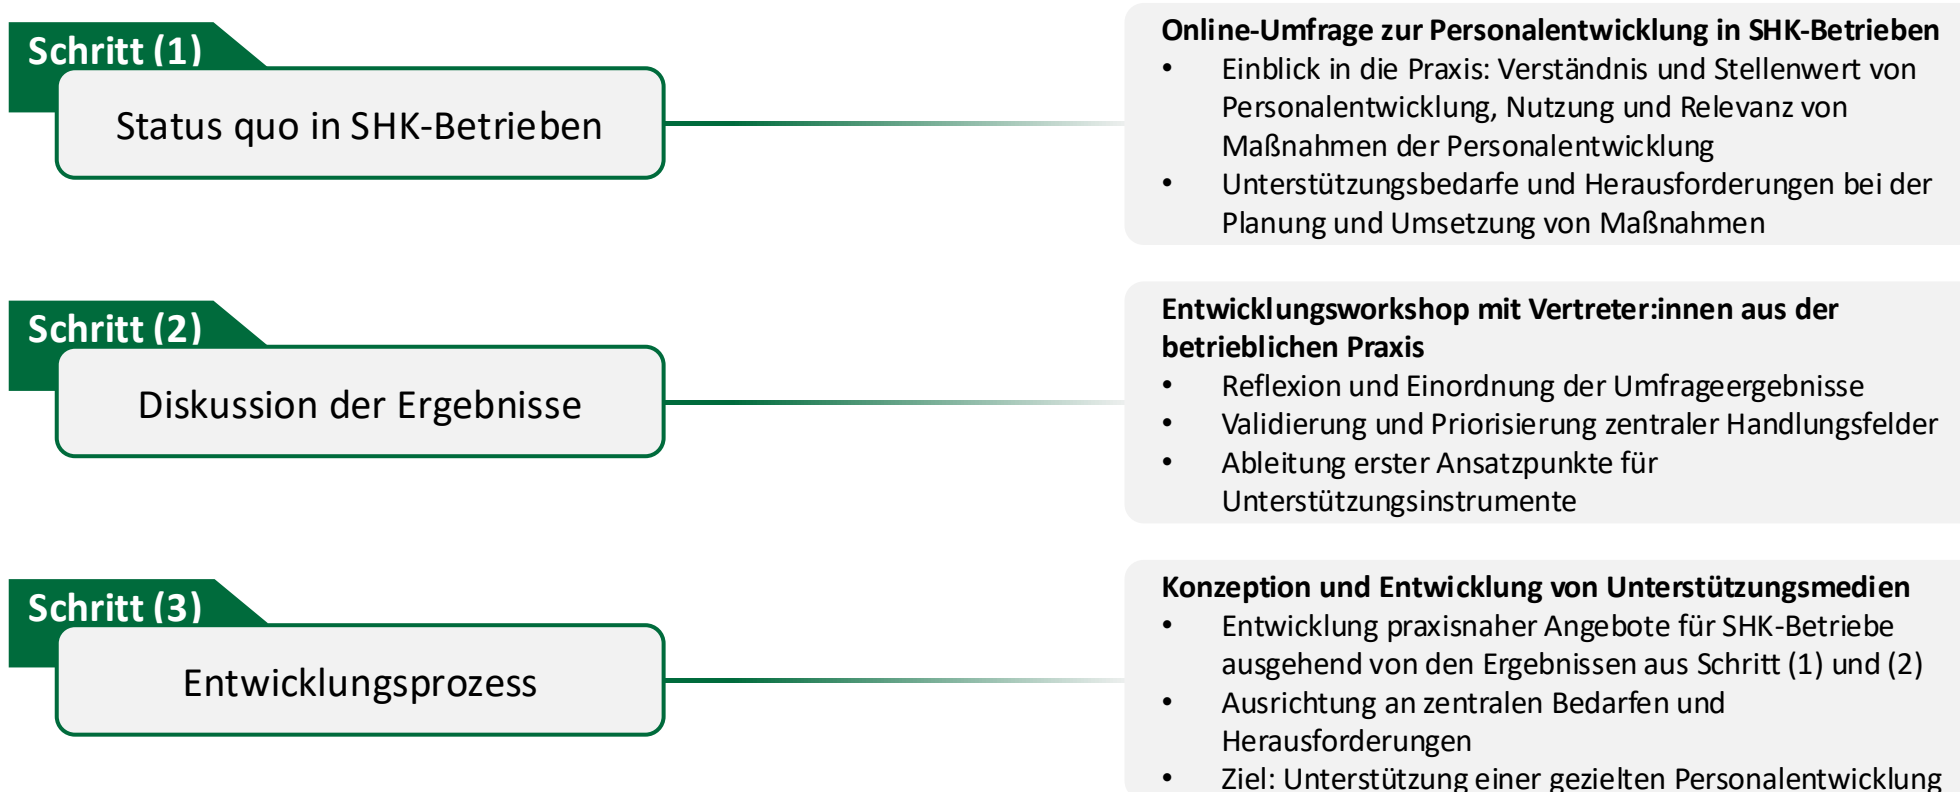 Schritt (1)
Status quo in SHK-Betrieben
Online-Umfrage zur Personalentwicklung in SHK-Betrieben
• Einblick in die Praxis: Verständnis und Stellenwert von
Personalentwicklung, Nutzung und Relevanz von
Maßnahmen der Personalentwicklung
• Unterstützungsbedarfe und Herausforderungen bei der
Planung und Umsetzung von Maßnahmen
Schritt (2)
Diskussion der Ergebnisse
Entwicklungsworkshop mit Vertreter:innen aus der
betrieblichen Praxis
• Reflexion und Einordnung der Umfrageergebnisse
• Validierung und Priorisierung zentraler Handlungsfelder
• Ableitung erster Ansatzpunkte für
Unterstützungsinstrumente
Schritt (3)
Entwicklungsprozess
Konzeption und Entwicklung von Unterstützungsmedien
• Entwicklung praxisnaher Angebote für SHK-Betriebe
ausgehend von den Ergebnissen aus Schritt (1) und (2)
• Ausrichtung an zentralen Bedarfen und
Herausforderungen
• Ziel: Unterstützung einer gezielten Personalentwicklung